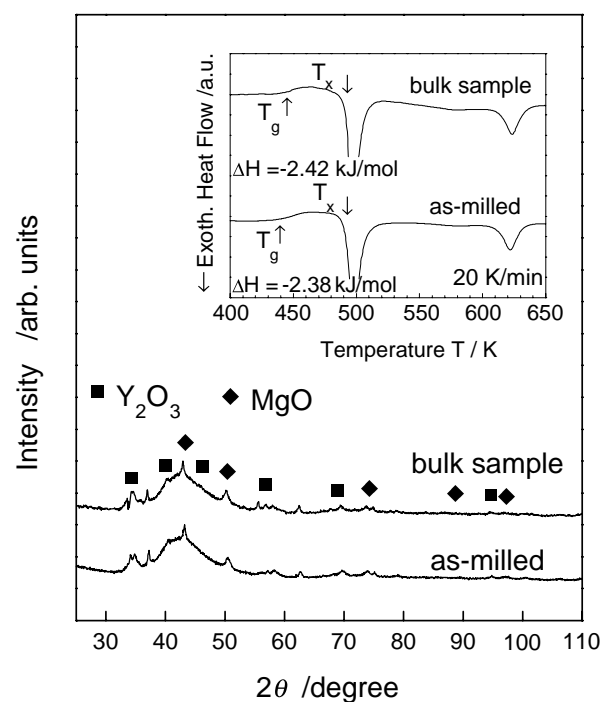 T_x ↓
bulk sample
T_g ↑
ΔH =-2.42 kJ/mol
T_x ↓
as-milled
T_g ↑
ΔH =-2.38 kJ/mol
20 K/min
400 450 500 550 600 650
Temperature T / K
← Exoth. Heat Flow /a.u.
■ Y₂O₃ ◆ MgO
bulk sample
as-milled
Intensity /arb. units
30 40 50 60 70 80 90 100 110
2θ /degree